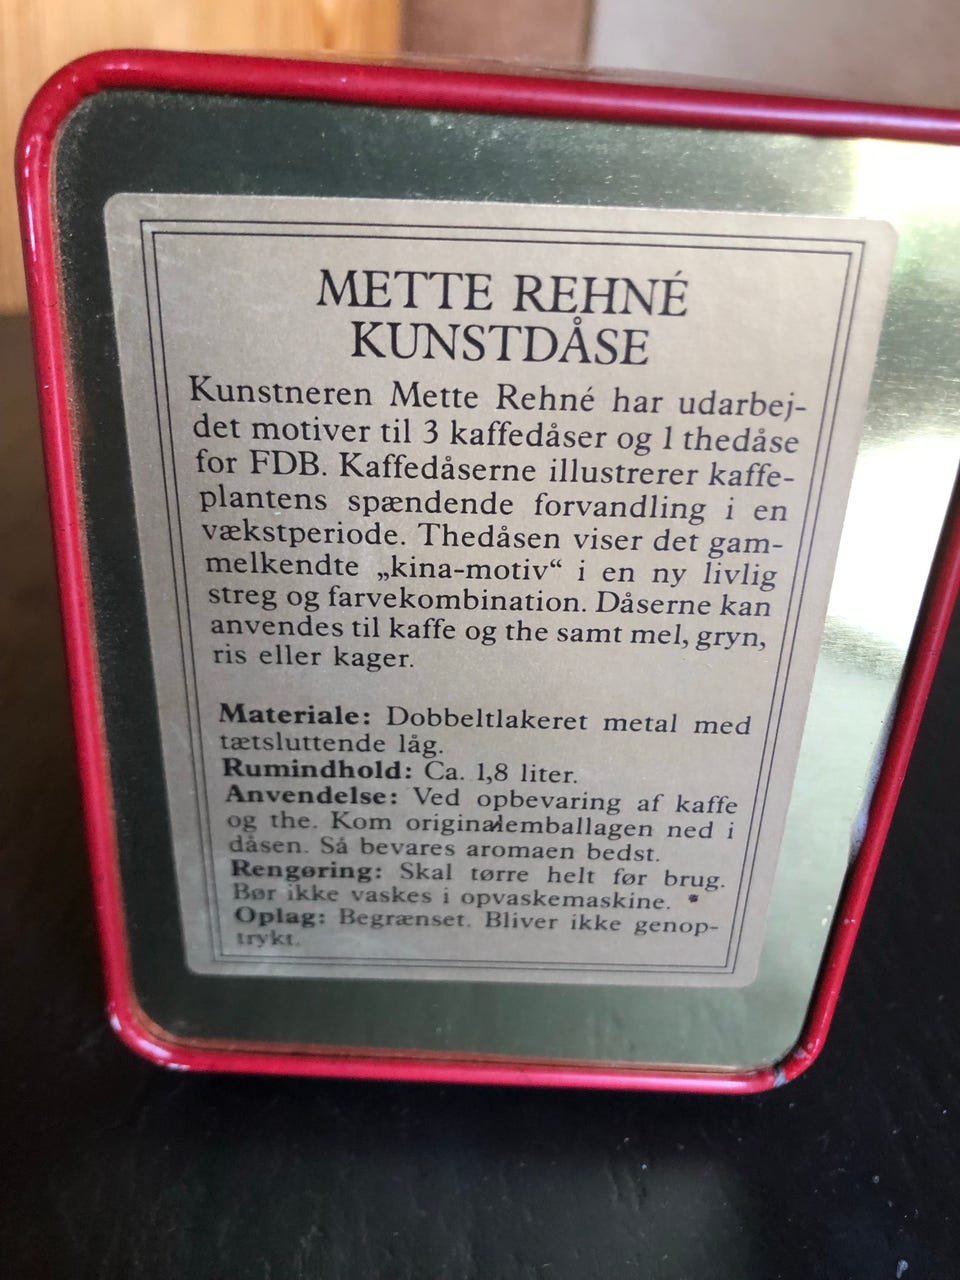 METTE REHNÉ
KUNSTDÅSE
Kunstneren Mette Rehné har udarbej-
det motiver til 3 kaffedåser og 1 thedåse
for FDB. Kaffedåserne illustrerer kaffe-
plantens spændende forvandling i en
vækstperiode. Thedåsen viser det gam-
melkendte „kina-motiv“ i en ny livlig
streg og farvekombination. Dåserne kan
anvendes til kaffe og the samt mel, gryn,
ris eller kager.
Materiale: Dobbeltlakeret metal med
tætsluttende låg.
Rumindhold: Ca. 1,8 liter.
Anvendelse: Ved opbevaring af kaffe
og the. Kom originalemballagen ned i
dåsen. Så bevares aromaen bedst.
Rengøring: Skal tørre helt før brug.
Bør ikke vaskes i opvaskemaskine.
Oplag: Begrænset. Bliver ikke genop-
trykt.